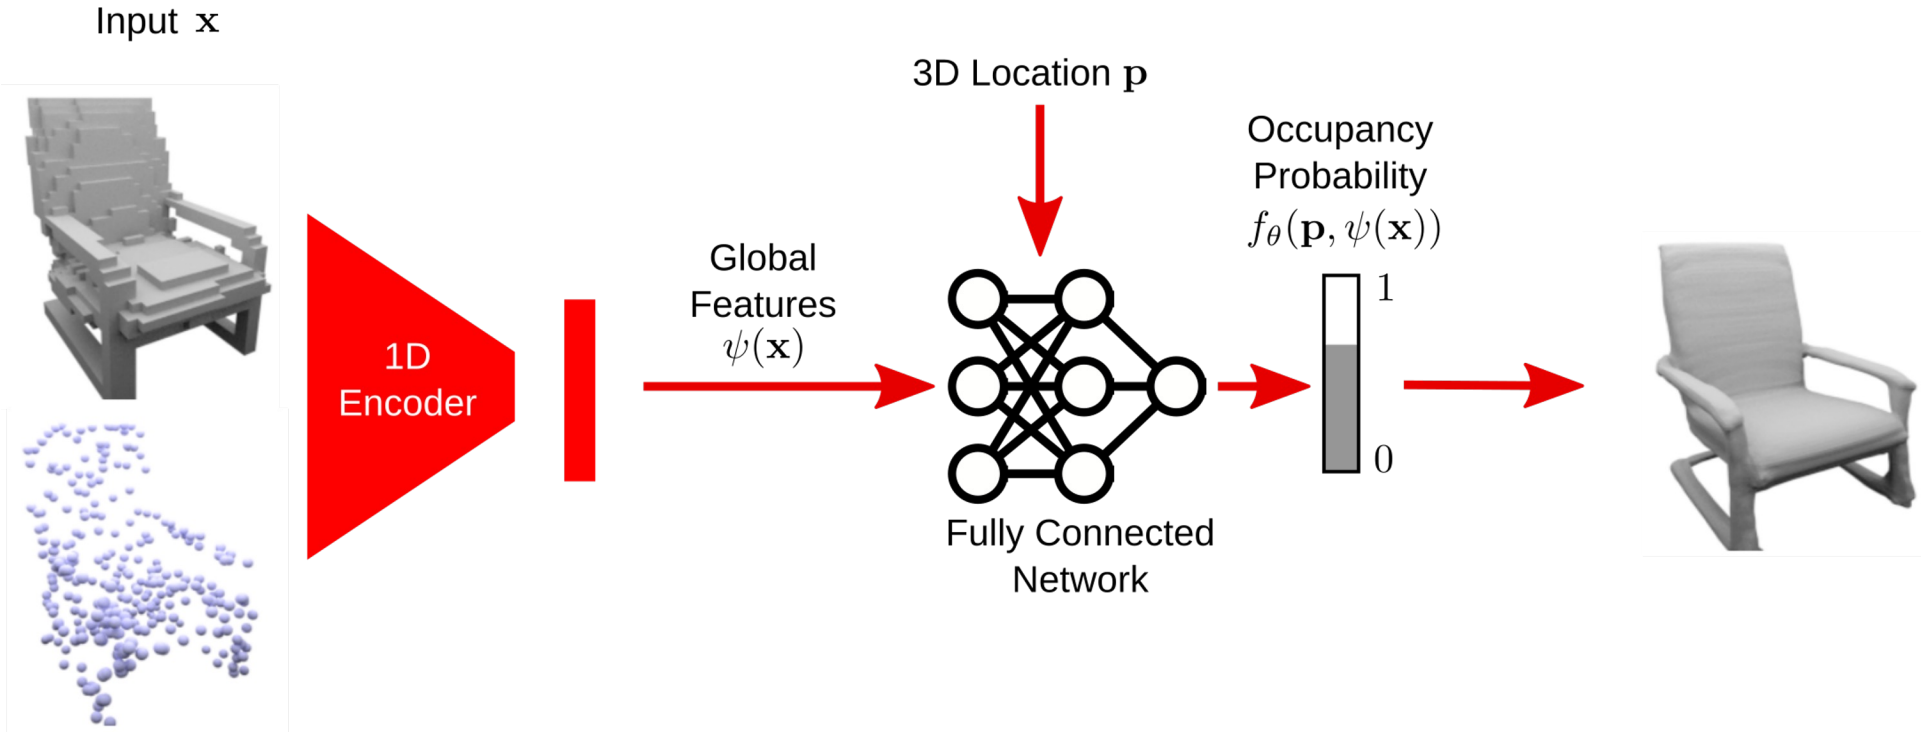 Input x
1D
Encoder
Global
Features
ψ(x)
3D Location p
Fully Connected
Network
Occupancy
Probability
fθ(p, ψ(x))
1
0